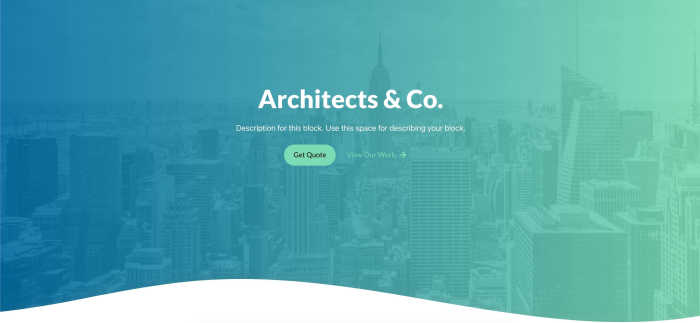 Architects & Co.
Description for this block. Use this space for describing your block.
Get Quote
View Our Work →